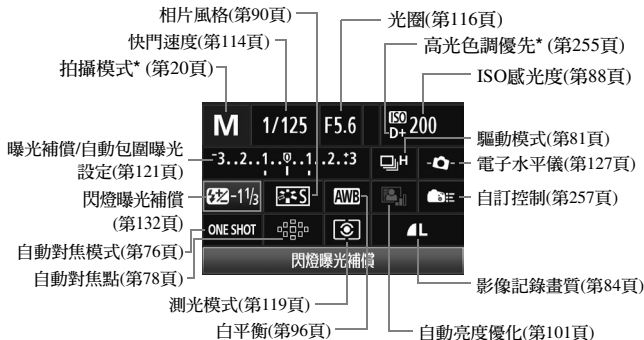 相片風格(第90頁)
光圈(第116頁)
快門速度(第114頁)
高光色調優先* (第255頁)
拍攝模式* (第20頁)
ISO感光度(第88頁)
M 1/125 F5.6 ISO D+ 200
驅動模式(第81頁)
曝光補償/自動包圍曝光
設定(第121頁)
-3..2..1..0..1..2.:3 H
電子水平儀(第127頁)
閃燈曝光補償
(第132頁)
-1 1/3 S AWB
自訂控制(第257頁)
ONE SHOT L
自動對焦模式(第76頁)
自動對焦點(第78頁)
閃燈曝光補償
影像記錄畫質(第84頁)
測光模式(第119頁)
白平衡(第96頁)
自動亮度優化(第101頁)